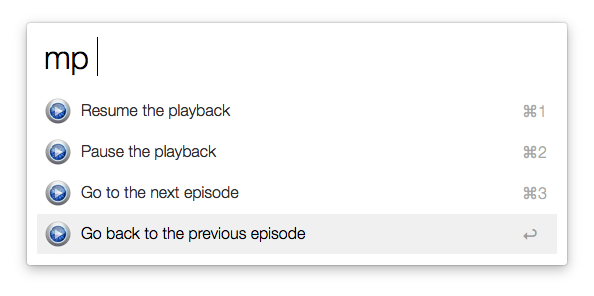 mp
Resume the playback ⌘1
Pause the playback ⌘2
Go to the next episode ⌘3
Go back to the previous episode ↩